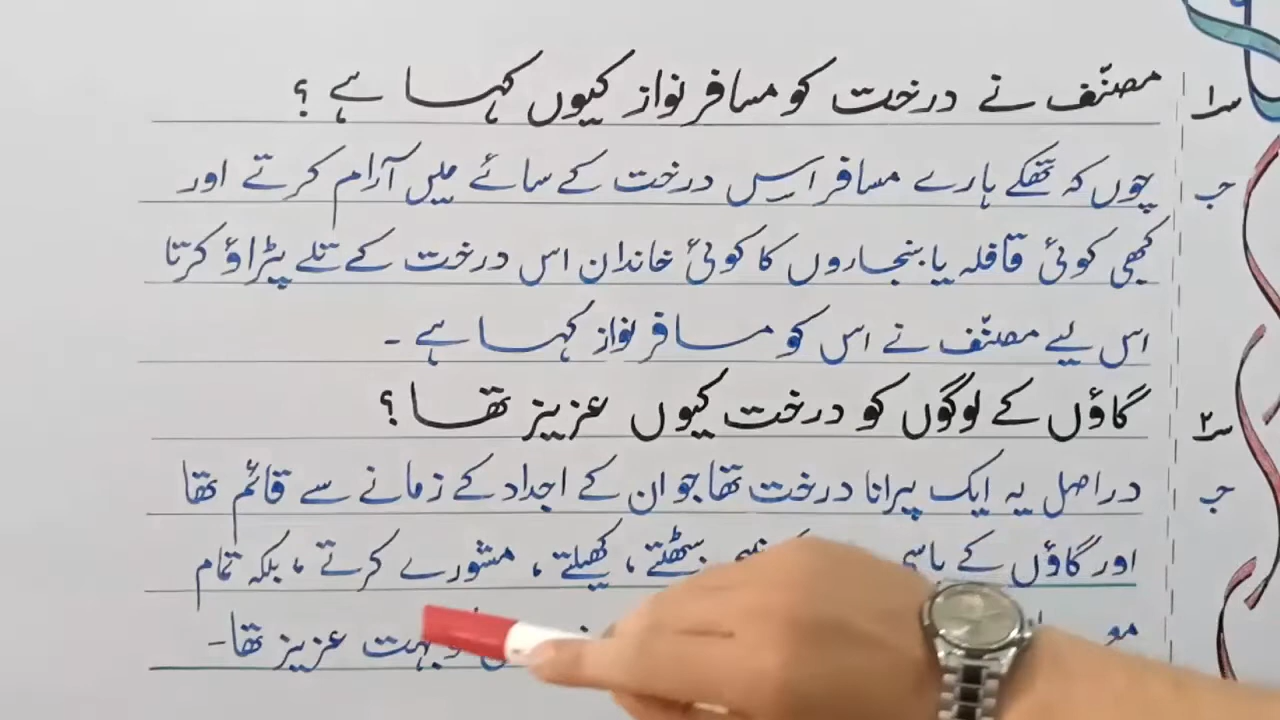 س۱ مصنّف نے درخت کو مسافر نواز کیوں کہا ہے ؟
ج چوں کہ تھکے ہارے مسافر اِس درخت کے سائے میں آرام کرتے اور
کبھی کوئی قافلہ یا بنجاروں کا کوئی خاندان اس درخت کے تلے پڑاؤ کرتا
اس لیے مصنّف نے اس کو مسافر نواز کہا ہے ۔
س۲ گاؤں کے لوگوں کو درخت کیوں عزیز تھا ؟
ج دراصل یہ ایک پرانا درخت تھا جو ان کے اجداد کے زمانے سے قائم تھا
اور گاؤں کے باسی بیٹھتے ، کھیلتے ، مشورے کرتے ، بلکہ تمام
بہت عزیز تھا۔